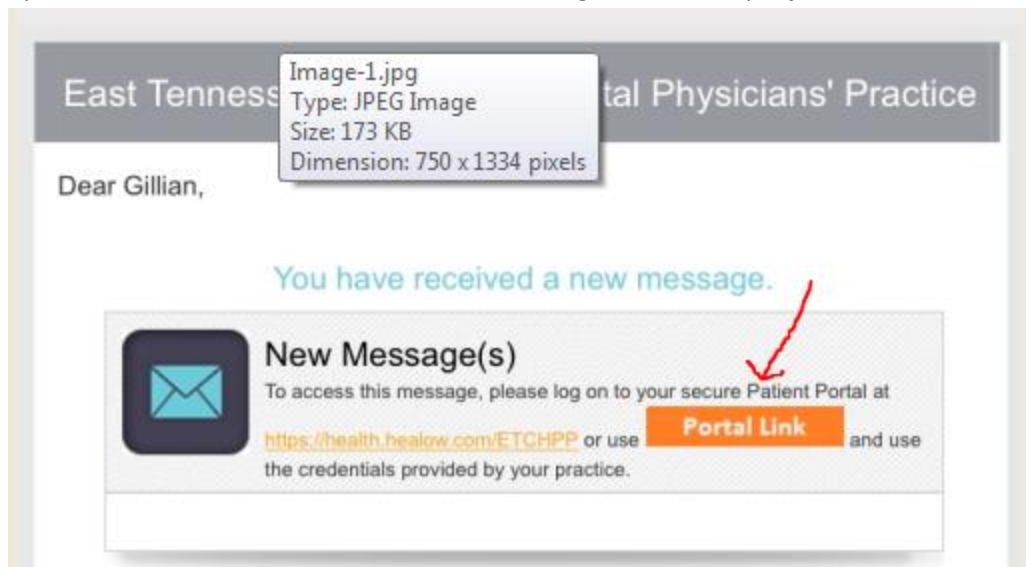 East Tenness
tal Physicians' Practice
Image-1.jpg
Type: JPEG Image
Size: 173 KB
Dimension: 750 x 1334 pixels
Dear Gillian,
You have received a new message.
New Message(s)
To access this message, please log on to your secure Patient Portal at
https://health.healow.com/ETCHPP or use Portal Link and use
the credentials provided by your practice.